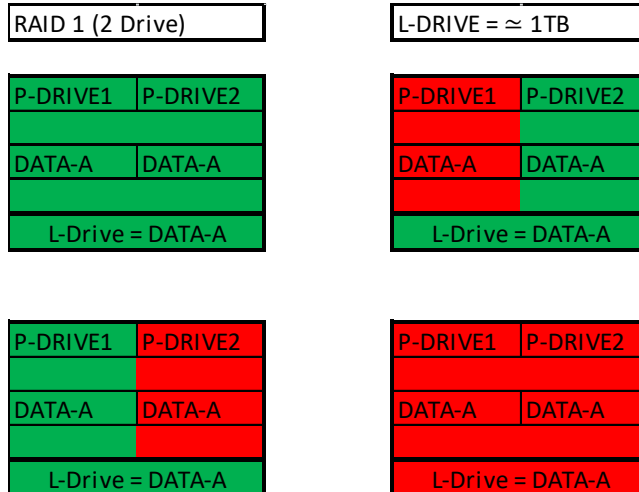 RAID 1 (2 Drive)
L-DRIVE = ≃ 1TB
P-DRIVE1 P-DRIVE2
DATA-A DATA-A
L-Drive = DATA-A
P-DRIVE1 P-DRIVE2
DATA-A DATA-A
L-Drive = DATA-A
P-DRIVE1 P-DRIVE2
DATA-A DATA-A
L-Drive = DATA-A
P-DRIVE1 P-DRIVE2
DATA-A DATA-A
L-Drive = DATA-A